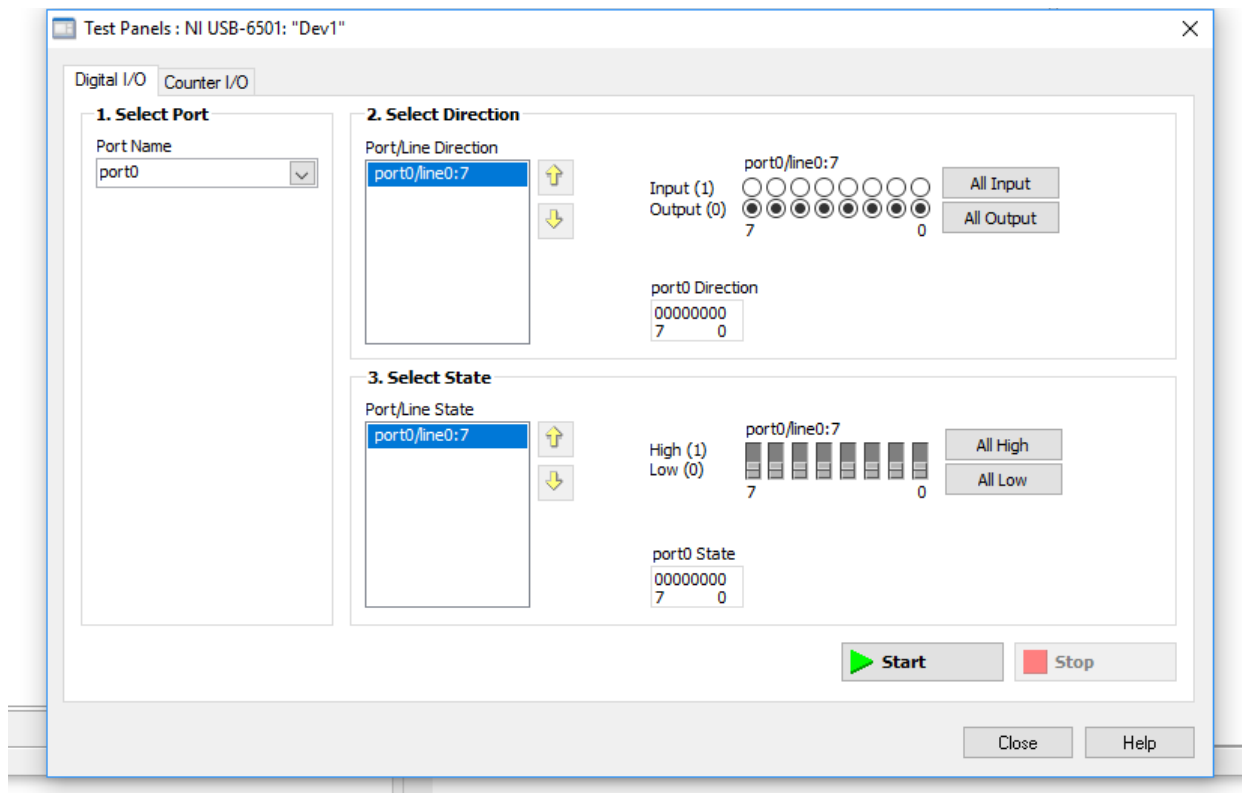 Test Panels : NI USB-6501: "Dev1"
Digital I/O
Counter I/O
1. Select Port
Port Name
port0
2. Select Direction
Port/Line Direction
port0/line0:7
port0/line0:7
Input (1)
Output (0)
7 0
All Input
All Output
port0 Direction
00000000
7 0
3. Select State
Port/Line State
port0/line0:7
port0/line0:7
High (1)
Low (0)
7 0
All High
All Low
port0 State
00000000
7 0
Start
Stop
Close
Help